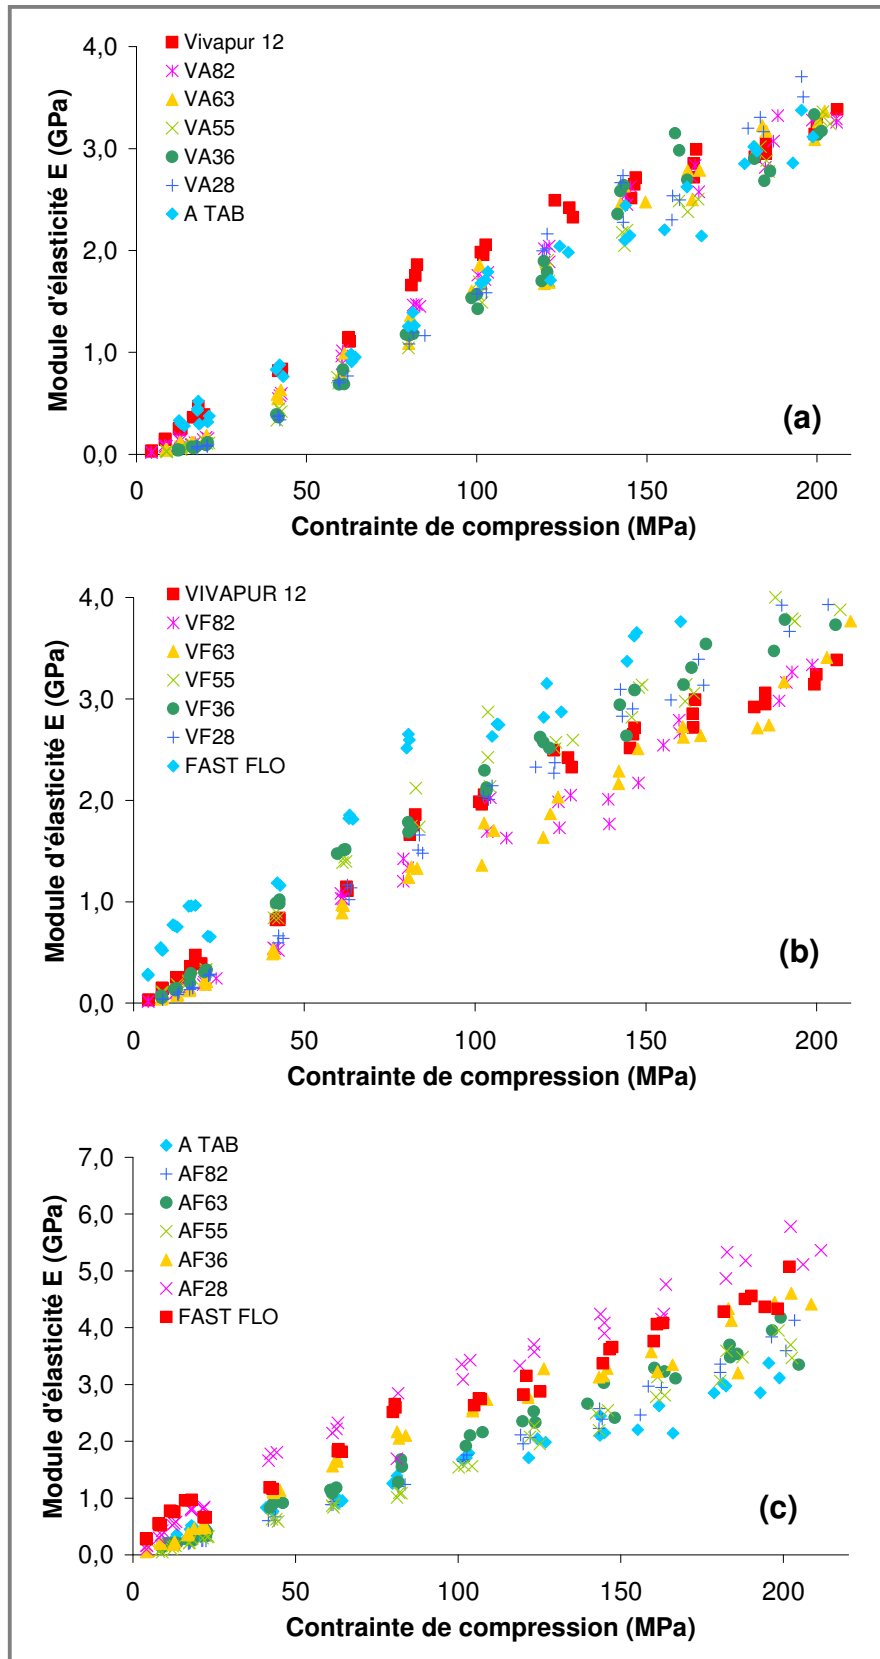 Vivapur 12
VA82
VA63
VA55
VA36
VA28
A TAB
4,0
3,0
2,0
1,0
0,0
Module d'élasticité E (GPa)
(a)
0
50
100
150
200
Contrainte de compression (MPa)
VIVAPUR 12
VF82
VF63
VF55
VF36
VF28
FAST FLO
4,0
3,0
2,0
1,0
0,0
Module d'élasticité E (GPa)
(b)
0
50
100
150
200
Contrainte de compression (MPa)
A TAB
AF82
AF63
AF55
AF36
AF28
FAST FLO
7,0
6,0
5,0
4,0
3,0
2,0
1,0
0,0
Module d'élasticité E (GPa)
(c)
0
50
100
150
200
Contrainte de compression (MPa)